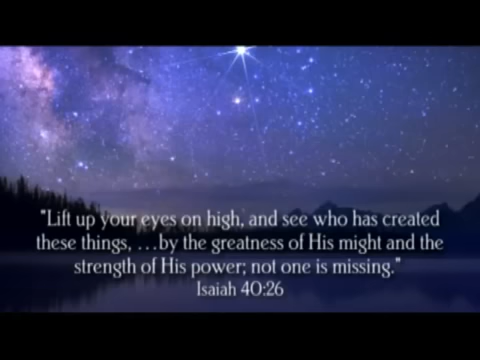 "Lift up your eyes on high, and see who has created
these things, ...by the greatness of His might and the
strength of His power; not one is missing."
Isaiah 40:26